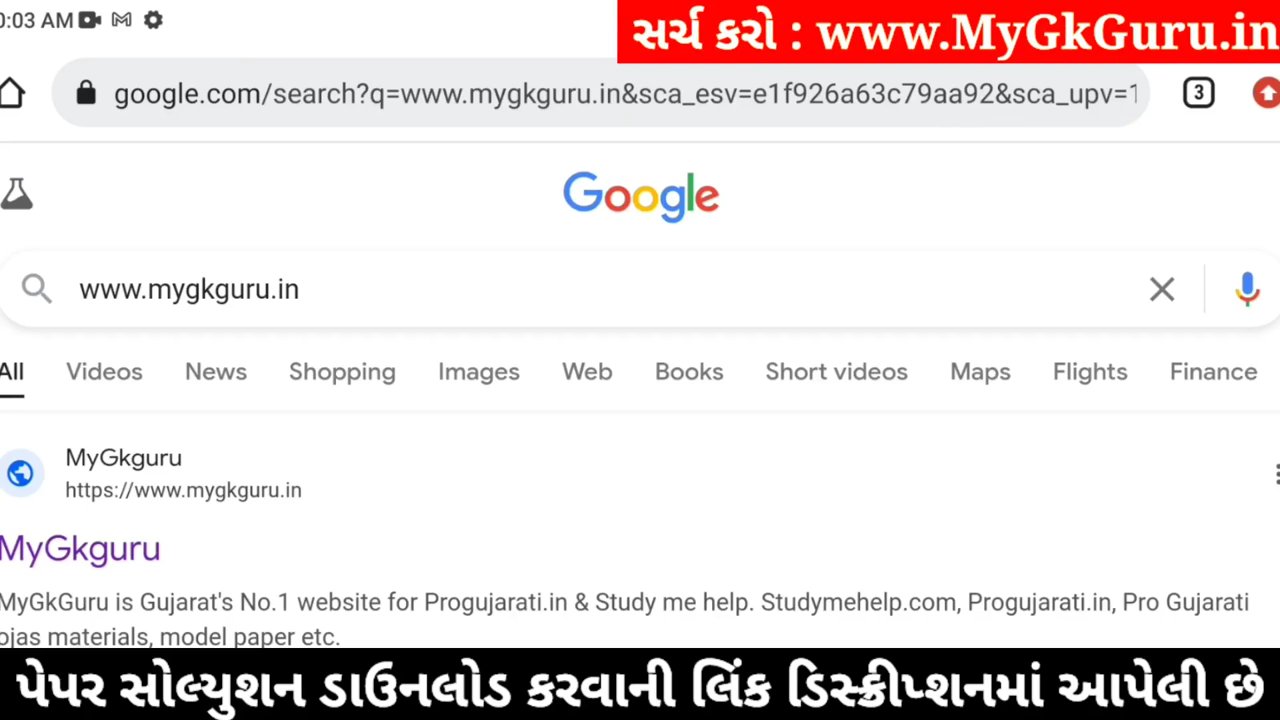 0:03 AM
સર્ચ કરો : www.MyGkGuru.in
google.com/search?q=www.mygkguru.in&sca_esv=e1f926a63c79aa92&sca_upv=1
3
Google
www.mygkguru.in
All Videos News Shopping Images Web Books Short videos Maps Flights Finance
MyGkguru
https://www.mygkguru.in
MyGkguru
MyGkGuru is Gujarat's No.1 website for Progujarati.in & Study me help. Studymehelp.com, Progujarati.in, Pro Gujarati
ojas materials, model paper etc.
પેપર સોલ્યુશન ડાઉનલોડ કરવાની લિંક ડિસ્ક્રીપ્શનમાં આપેલી છે